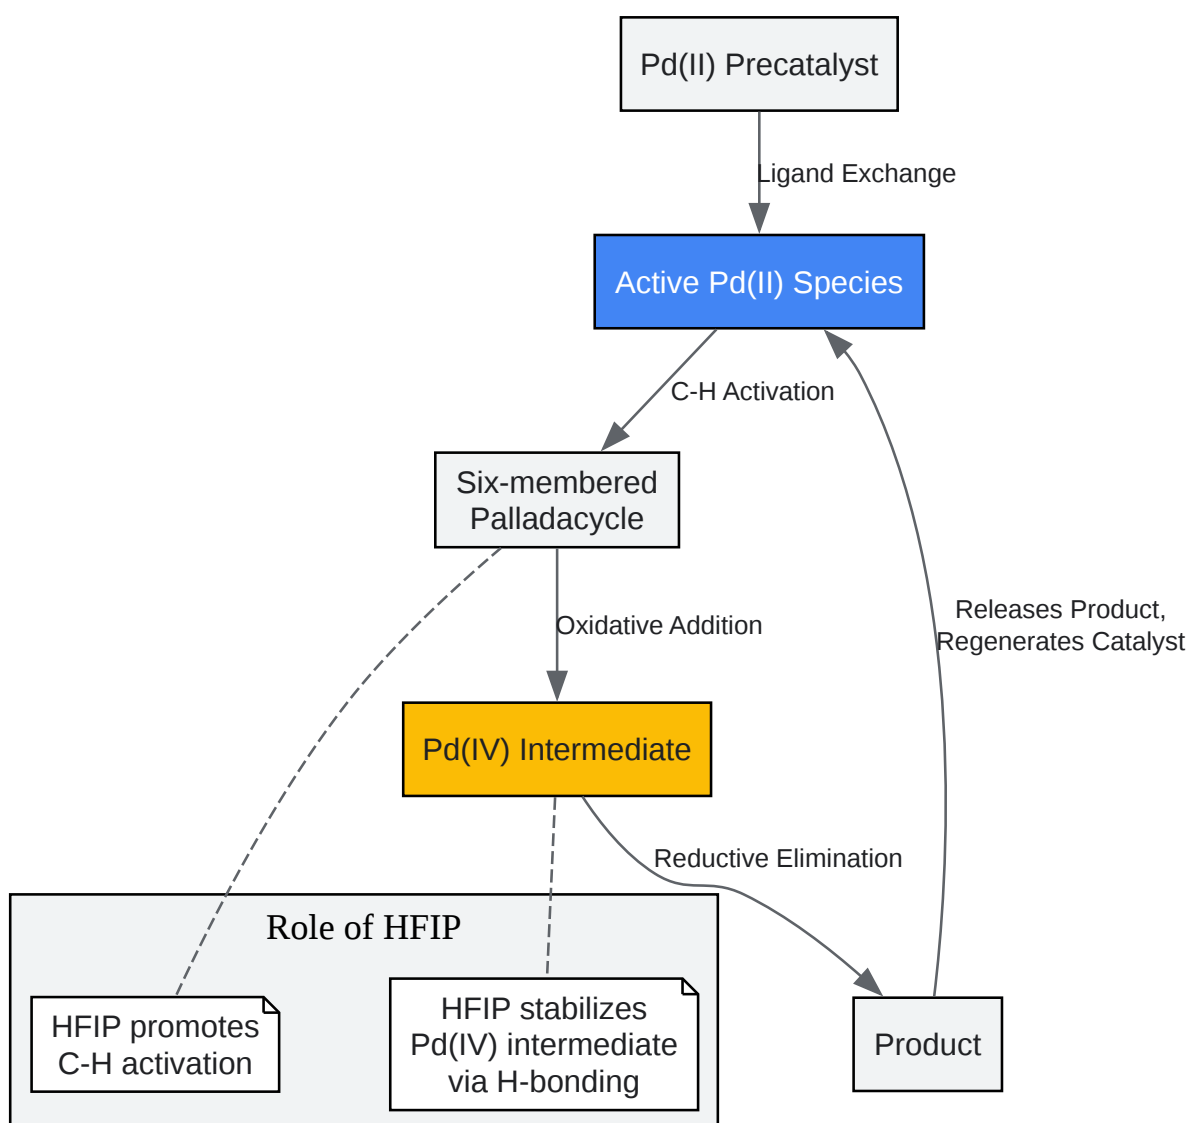 Pd(II) Precatalyst
Ligand Exchange
Active Pd(II) Species
C-H Activation
Six-membered
Palladacycle
Oxidative Addition
Releases Product,
Regenerates Catalyst
Pd(IV) Intermediate
Reductive Elimination
Role of HFIP
HFIP promotes
C-H activation
HFIP stabilizes
Pd(IV) intermediate
via H-bonding
Product